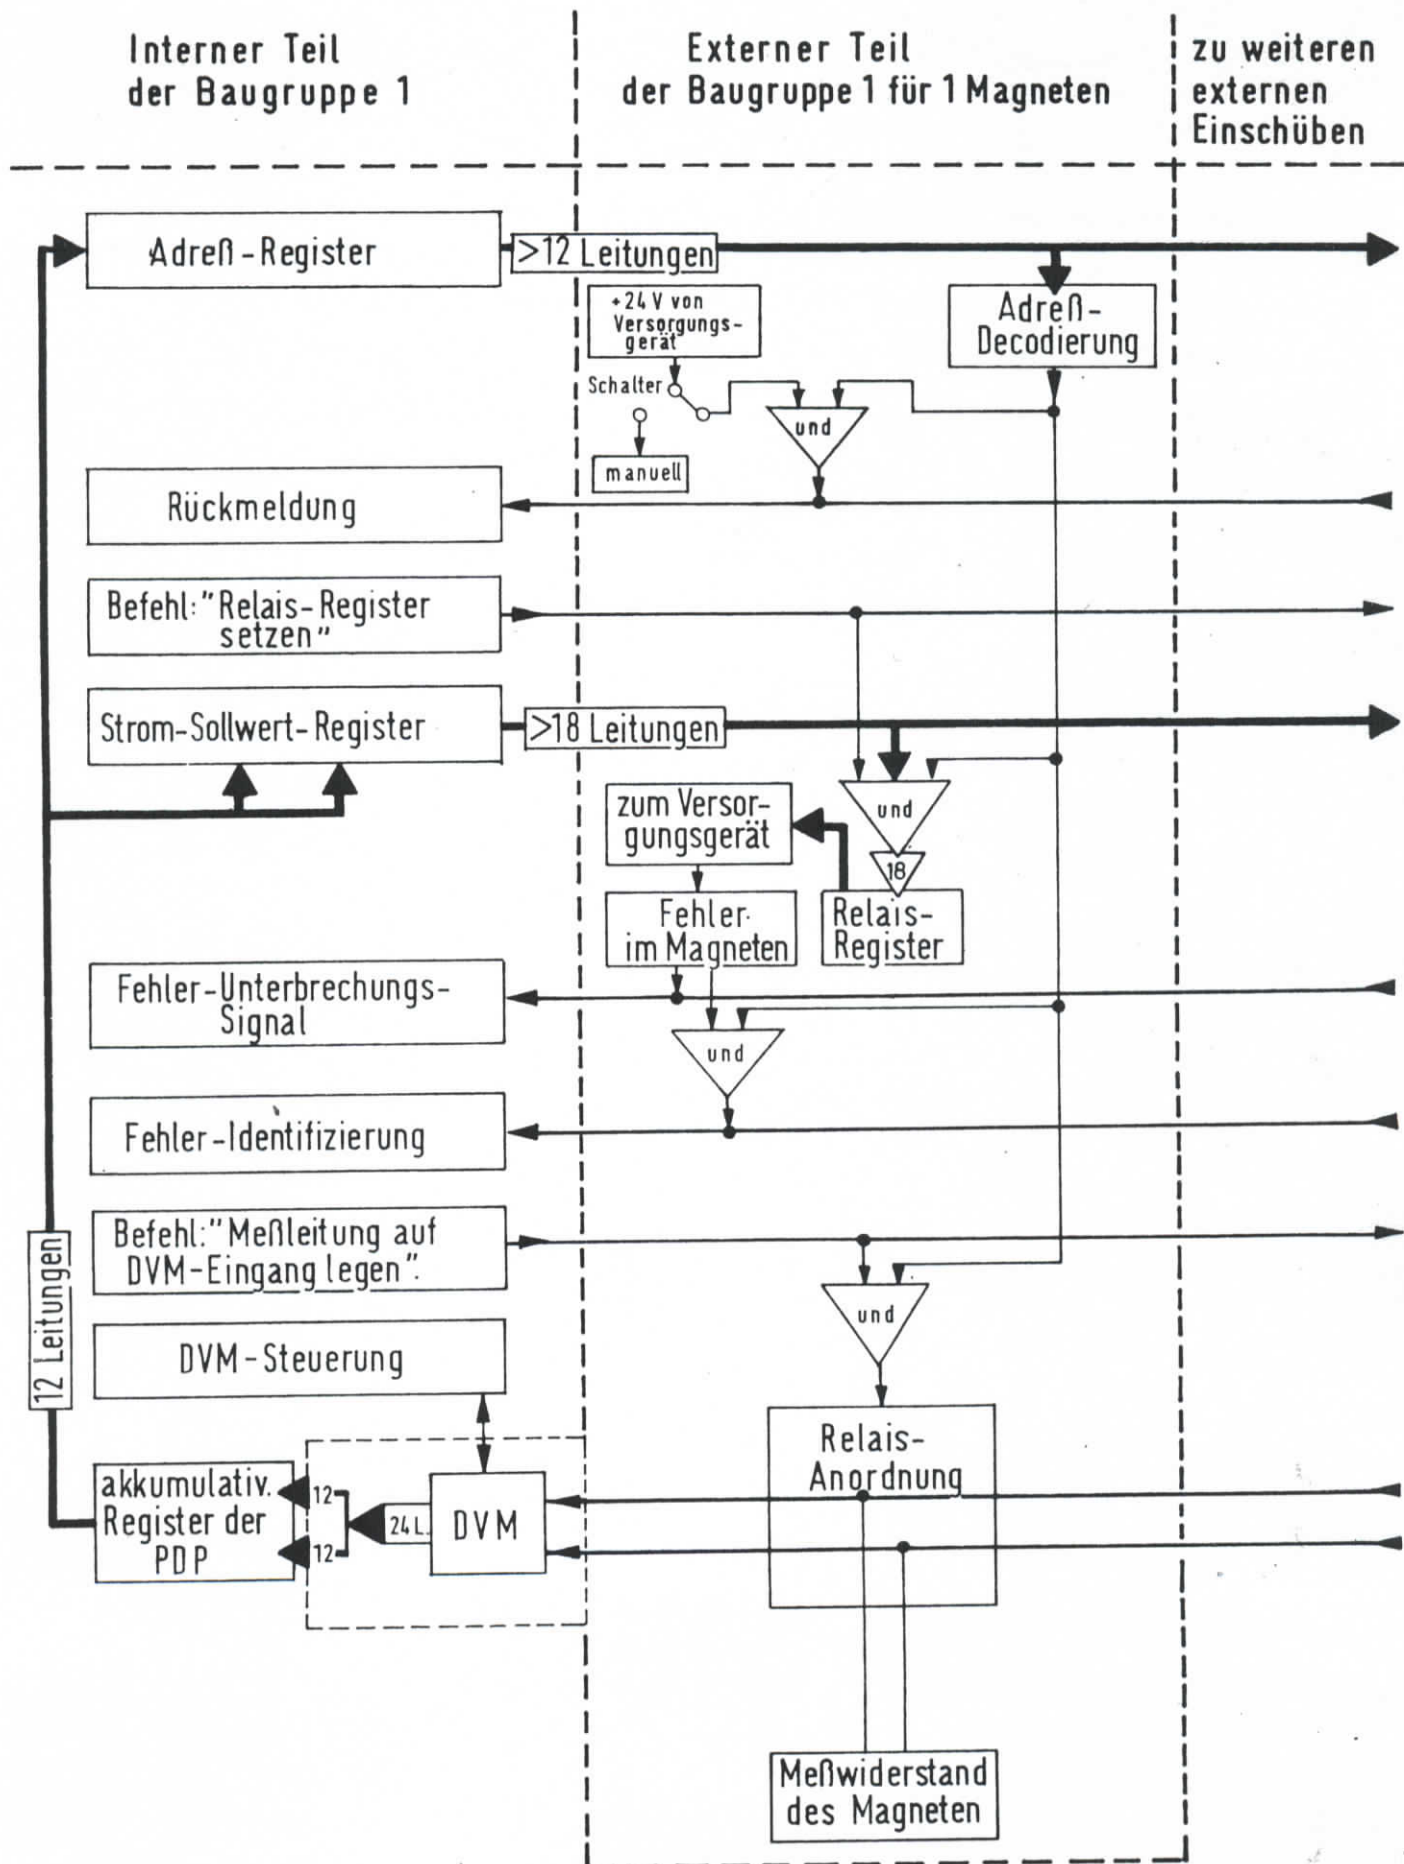 Interner Teil
der Baugruppe 1
Externer Teil
der Baugruppe 1 für 1 Magneten
zu weiteren
externen
Einschüben
Adreß-Register
>12 Leitungen
+24 V von
Versorgungs-
gerät
Adreß-
Decodierung
Schalter
und
manuell
Rückmeldung
Befehl:"Relais-Register
setzen"
Strom-Sollwert-Register
>18 Leitungen
zum Versor-
gungsgerät
und
18
Fehler
im Magneten
Relais-
Register
Fehler-Unterbrechungs-
Signal
und
Fehler-Identifizierung
Befehl:"Meßleitung auf
DVM-Eingang legen".
und
12 Leitungen
DVM-Steuerung
Relais-
Anordnung
akkumulativ.
Register der
PDP
12
12
24 L.
DVM
Meßwiderstand
des Magneten